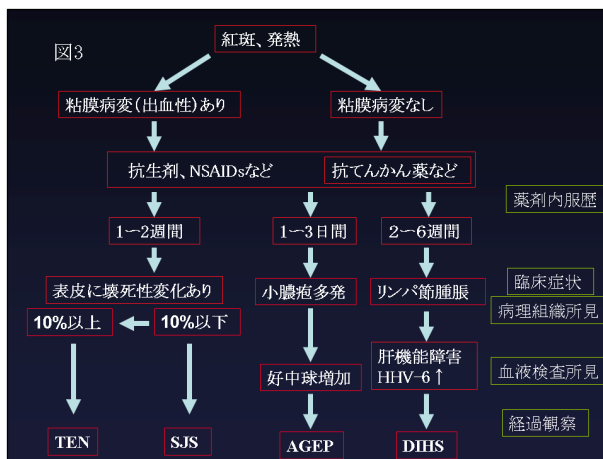 図3
紅斑、発熱
粘膜病変(出血性)あり
粘膜病変なし
抗生剤、NSAIDsなど
抗てんかん薬など
薬剤内服歴
1ー2週間
1ー3日間
2ー6週間
表皮に壊死性変化あり
小膿疱多発
リンパ節腫脹
臨床症状
病理組織所見
10%以上
10%以下
好中球増加
肝機能障害
HHV-6↑
血液検査所見
経過観察
TEN
SJS
AGEP
DIHS